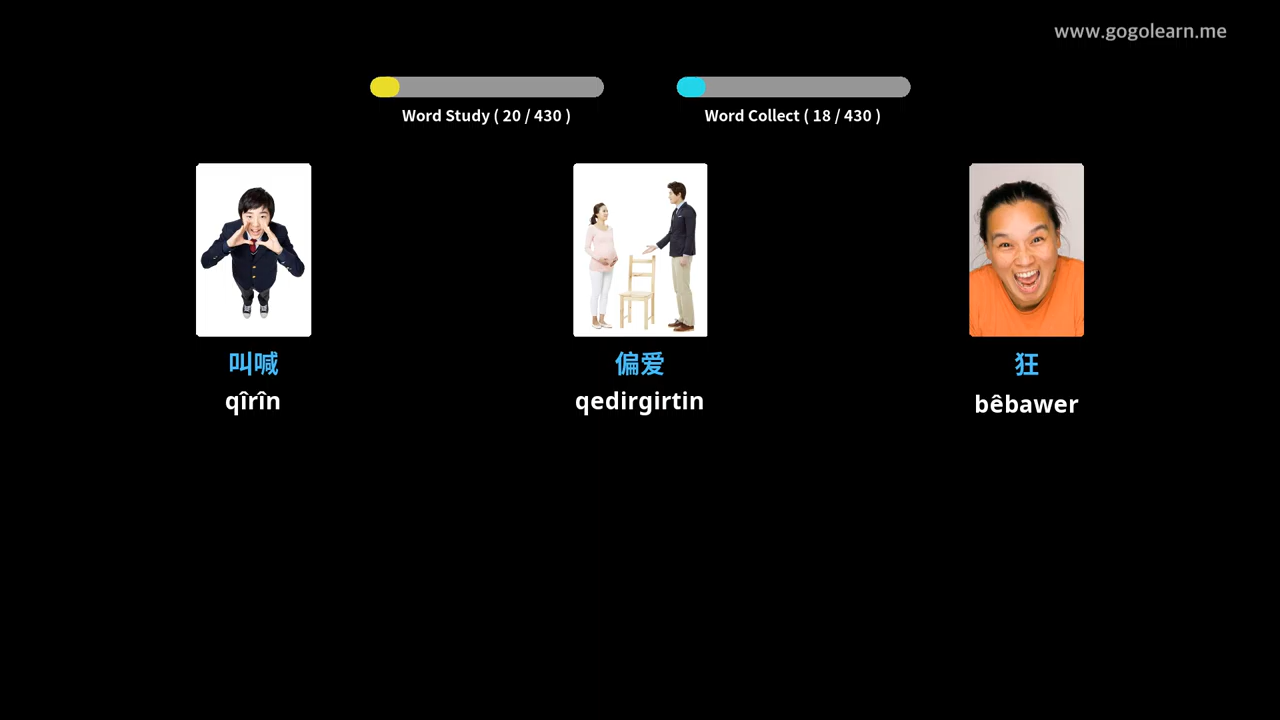 www.gogolearn.me
Word Study ( 20 / 430 )
Word Collect ( 18 / 430 )
叫喊
偏爱
狂
qîrîn
qedirgirtin
bêbawer